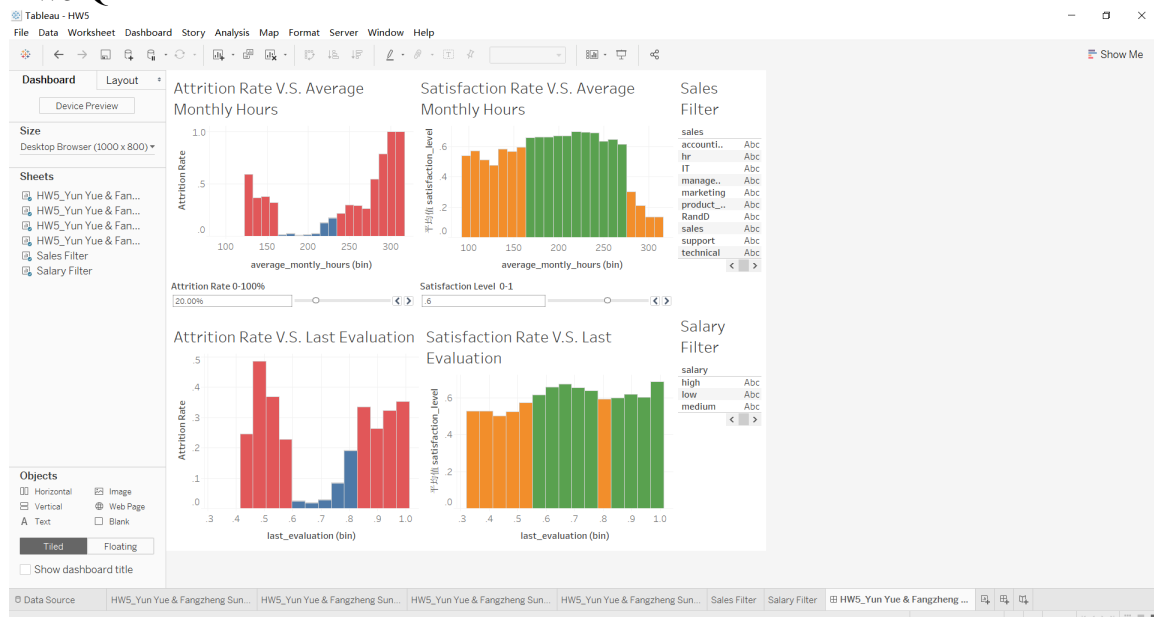 Tableau - HW5
File Data Worksheet Dashboard Story Analysis Map Format Server Window Help
Show Me
Dashboard
Layout
Device Preview
Size
Desktop Browser (1000 x 800)
Sheets
HW5_Yun Yue & Fan...
HW5_Yun Yue & Fan...
HW5_Yun Yue & Fan...
HW5_Yun Yue & Fan...
Sales Filter
Salary Filter
Objects
Horizontal Image
Vertical Web Page
Text Blank
Tiled Floating
Show dashboard title
Attrition Rate V.S. Average
Monthly Hours
1.0
.5
.0
Attrition Rate
100 150 200 250 300
average_montly_hours (bin)
Satisfaction Rate V.S. Average
Monthly Hours
.6
.4
.2
.0
平均值 satisfaction_level
100 150 200 250 300
average_montly_hours (bin)
Sales
Filter
sales
accounti.. Abc
hr Abc
IT Abc
manage.. Abc
marketing Abc
product_.. Abc
RandD Abc
sales Abc
support Abc
technical Abc
Attrition Rate 0-100%
20.00%
Satisfaction Level 0-1
.6
Attrition Rate V.S. Last Evaluation
.5
.4
.3
.2
.1
.0
Attrition Rate
.3 .4 .5 .6 .7 .8 .9 1.0
last_evaluation (bin)
Satisfaction Rate V.S. Last
Evaluation
.6
.4
.2
.0
平均值 satisfaction_level
.3 .4 .5 .6 .7 .8 .9 1.0
last_evaluation (bin)
Salary
Filter
salary
high Abc
low Abc
medium Abc
Data Source HW5_Yun Yue & Fangzheng Sun... HW5_Yun Yue & Fangzheng Sun... HW5_Yun Yue & Fangzheng Sun... HW5_Yun Yue & Fangzheng Sun... Sales Filter Salary Filter HW5_Yun Yue & Fangzheng ...